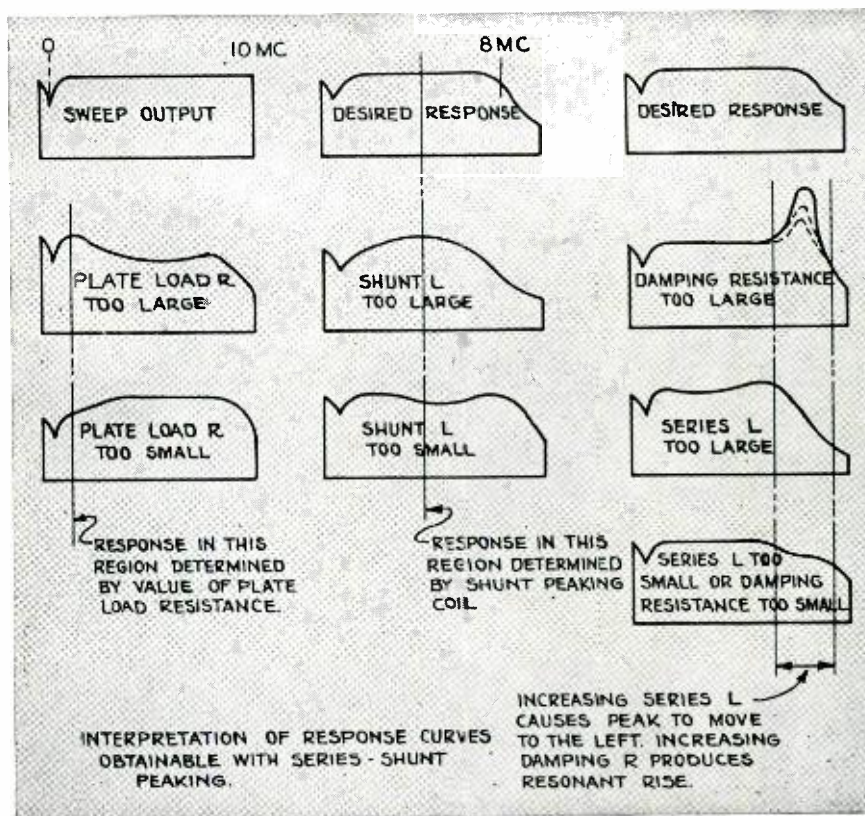 0
10 MC
8 MC
SWEEP OUTPUT
DESIRED RESPONSE
DESIRED RESPONSE
PLATE LOAD R
TOO LARGE
SHUNT L
TOO LARGE
DAMPING RESISTANCE
TOO LARGE
PLATE LOAD R
TOO SMALL
SHUNT L
TOO SMALL
SERIES L
TOO LARGE
RESPONSE IN THIS
REGION DETERMINED
BY VALUE OF PLATE
LOAD RESISTANCE.
RESPONSE IN THIS
REGION DETERMINED
BY SHUNT PEAKING
COIL
SERIES L TOO
SMALL OR DAMPING
RESISTANCE TOO SMALL
INTERPRETATION OF RESPONSE CURVES
OBTAINABLE WITH SERIES - SHUNT
PEAKING.
INCREASING SERIES L
CAUSES PEAK TO MOVE
TO THE LEFT. INCREASING
DAMPING R PRODUCES
RESONANT RISE.